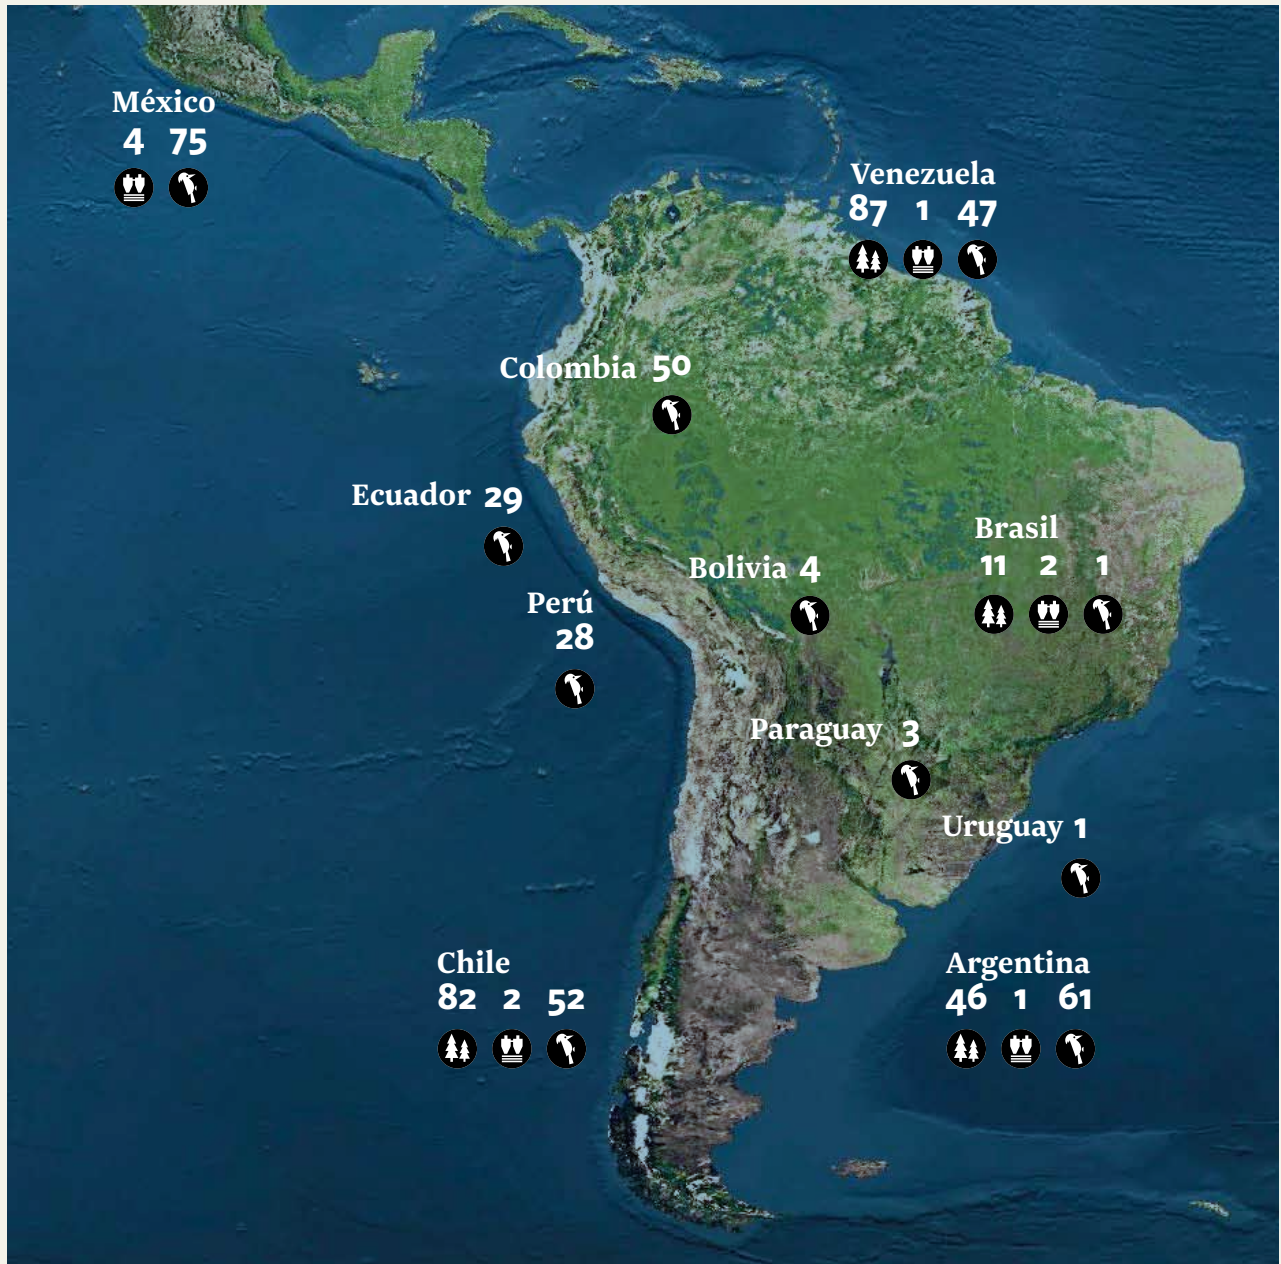 México
4 75
Venezuela
87 1 47
Colombia 50
Ecuador 29
Brasil
11 2 1
Bolivia 4
Perú
28
Paraguay 3
Uruguay 1
Chile
82 2 52
Argentina
46 1 61